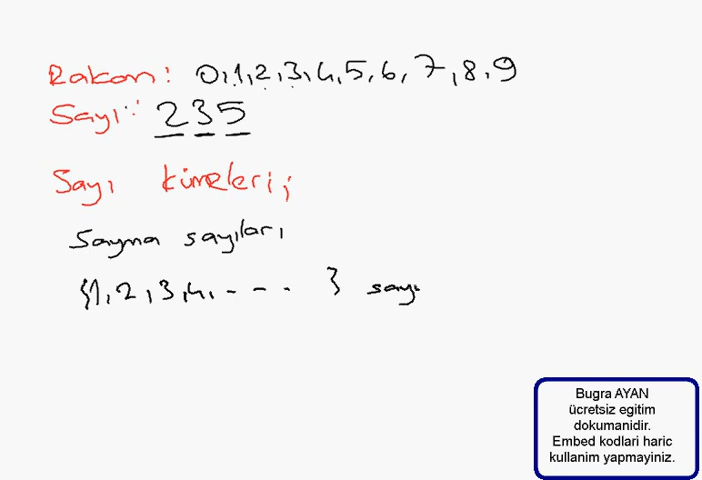 Rakam: 0,1,2,3,4,5,6,7,8,9
Sayı: 235
Sayı kümeleri;
Sayma sayıları
{1,2,3,4, - - - . } sayı
Bugra AYAN
ücretsiz egitim
dokumanidir.
Embed kodlari haric
kullanim yapmayiniz.